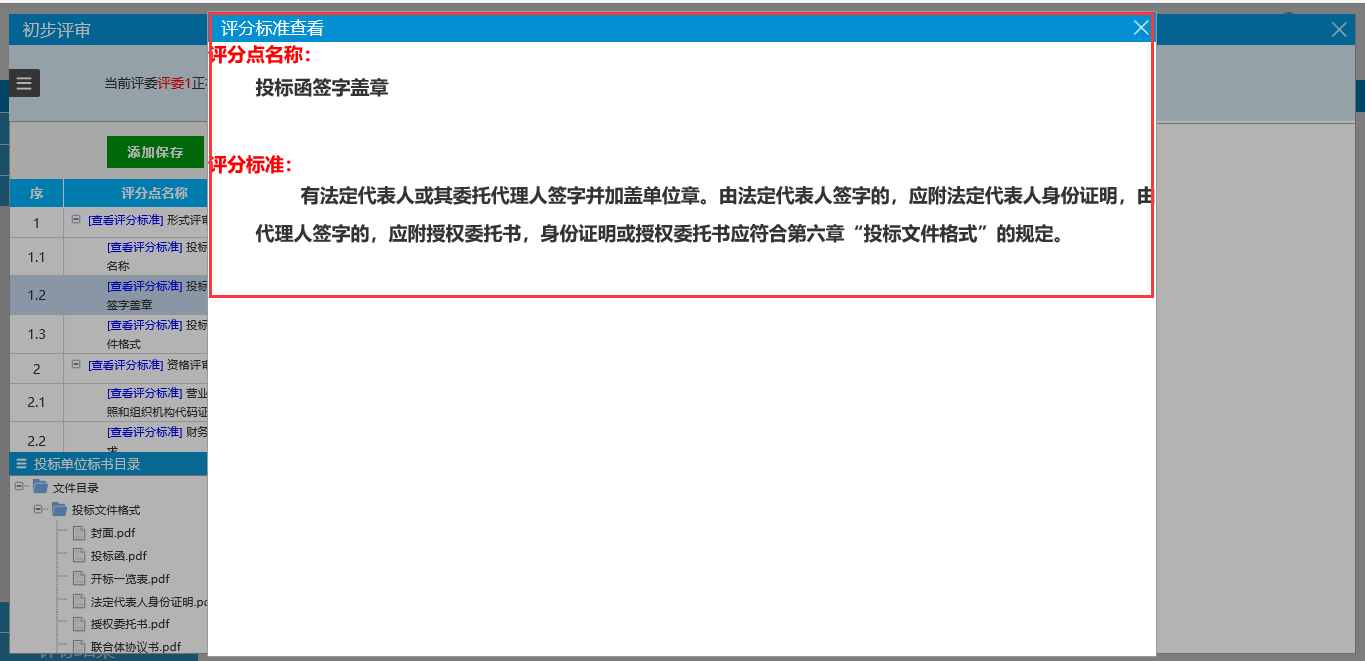 初步评审
评分标准查看
当前评委评委1正
添加保存
序 评分点名称
1 [查看评分标准] 形式评审
1.1 [查看评分标准] 投标
名称
1.2 [查看评分标准] 投标
签字盖章
1.3 [查看评分标准] 投标
件格式
2 [查看评分标准] 资格评审
2.1 [查看评分标准] 营业
照和组织机构代码证
2.2 [查看评分标准] 财务
投标单位标书目录
文件目录
投标文件格式
封面.pdf
投标函.pdf
开标一览表.pdf
法定代表人身份证明.pd
授权委托书.pdf
联合体协议书.pdf
评分点名称：
投标函签字盖章
评分标准：
有法定代表人或其委托代理人签字并加盖单位章。由法定代表人签字的，应附法定代表人身份证明，由
代理人签字的，应附授权委托书，身份证明或授权委托书应符合第六章“投标文件格式”的规定。